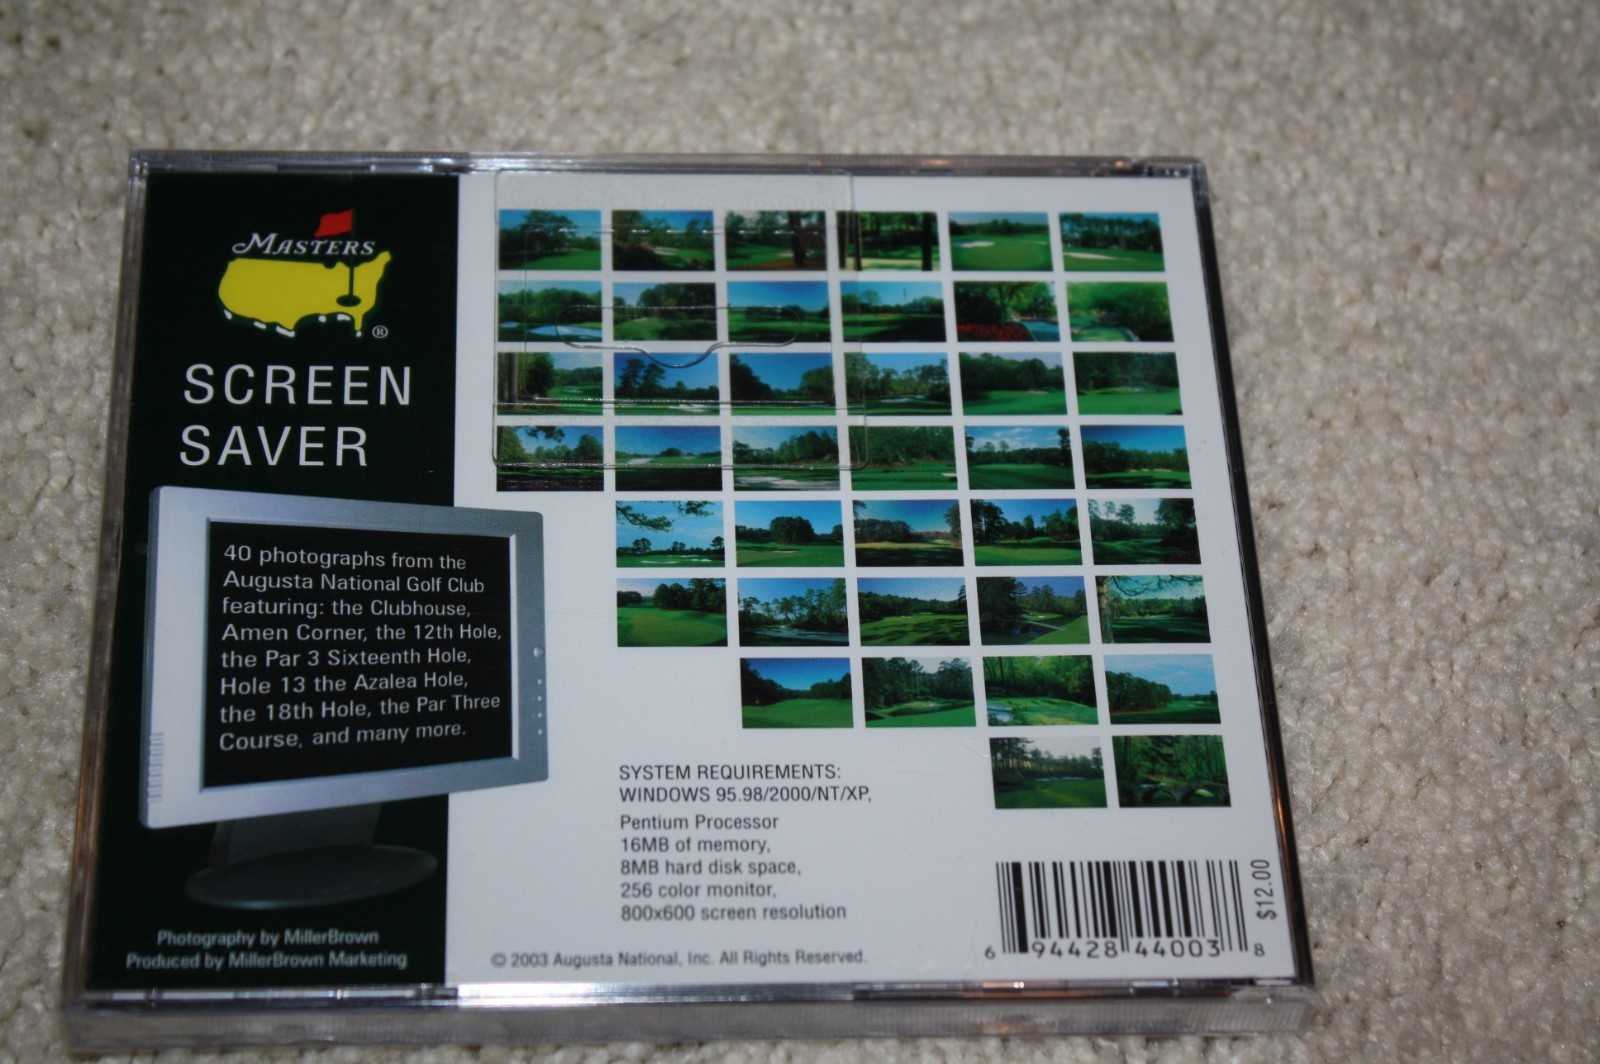 MASTERS
®
SCREEN
SAVER
40 photographs from the
Augusta National Golf Club
featuring: the Clubhouse,
Amen Corner, the 12th Hole,
the Par 3 Sixteenth Hole,
Hole 13 the Azalea Hole,
the 18th Hole, the Par Three
Course, and many more.
Photography by MillerBrown
Produced by MillerBrown Marketing
SYSTEM REQUIREMENTS:
WINDOWS 95.98/2000/NT/XP,
Pentium Processor
16MB of memory,
8MB hard disk space,
256 color monitor,
800x600 screen resolution
© 2003 Augusta National, Inc. All Rights Reserved.
6 94428 44003 8
$12.00